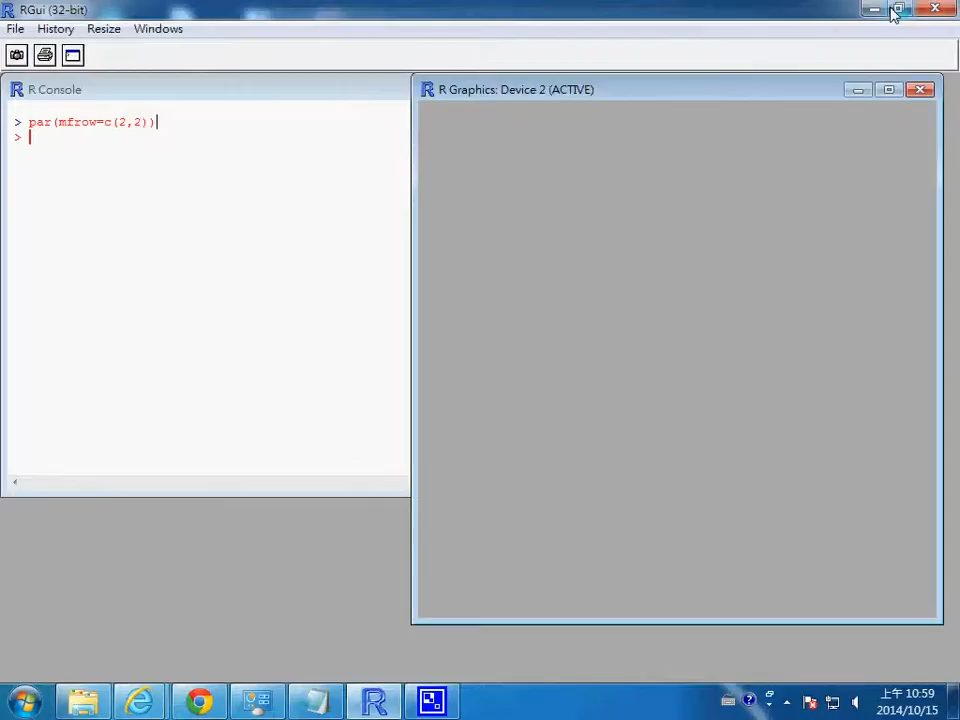 RGui (32-bit)
File History Resize Windows
R Console
R Graphics: Device 2 (ACTIVE)
> par(mfrow=c(2,2))
>
上午 10:59
2014/10/15